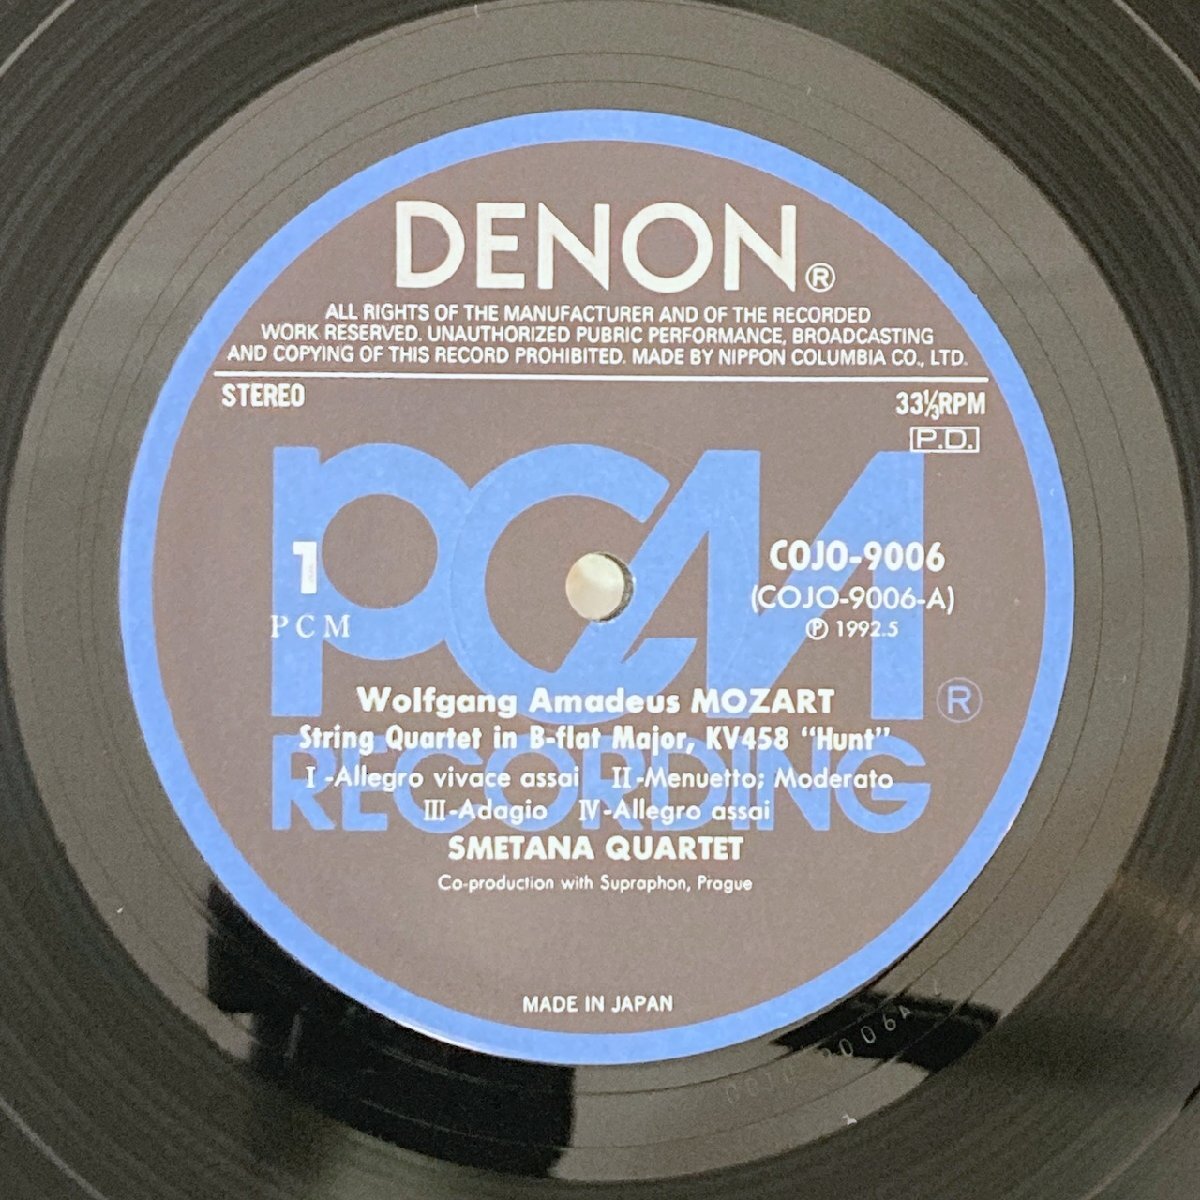 DENON®
ALL RIGHTS OF THE MANUFACTURER AND OF THE RECORDED
WORK RESERVED. UNAUTHORIZED PUBRIC PERFORMANCE, BROADCASTING
AND COPYING OF THIS RECORD PROHIBITED. MADE BY NIPPON COLUMBIA CO., LTD.
STEREO
33⅓RPM
P.D.
PCM
RECORDING
®
1
PCM
COJO-9006
(COJO-9006-A)
℗ 1992.5
Wolfgang Amadeus MOZART
String Quartet in B-flat Major, KV458 “Hunt”
I-Allegro vivace assai II-Menuetto; Moderato
III-Adagio IV-Allegro assai
SMETANA QUARTET
Co-production with Supraphon, Prague
MADE IN JAPAN